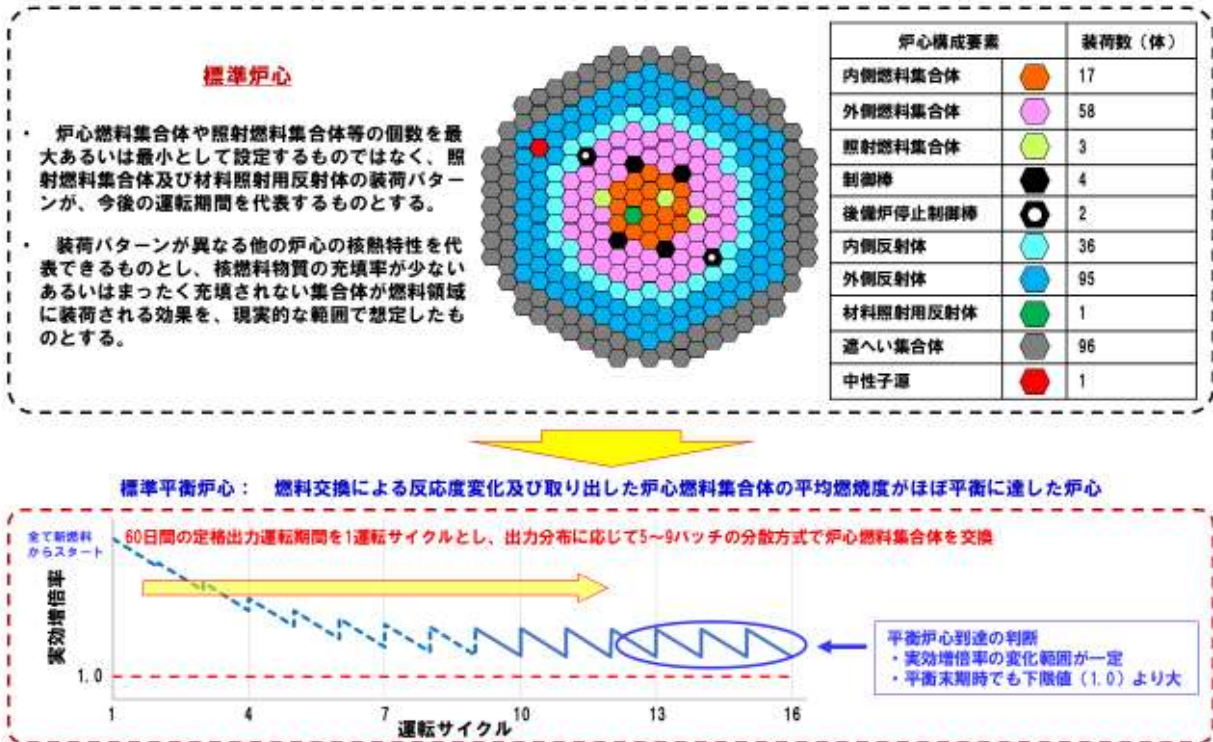 標準炉心
・ 炉心燃料集合体や照射燃料集合体等の個数を最
大あるいは最小として設定するものではなく、照
射燃料集合体及び材料照射用反射体の装荷パター
ンが、今後の運転期間を代表するものとする。
・ 装荷パターンが異なる他の炉心の核熱特性を代
表できるものとし、核燃料物質の充填率が少ない
あるいはまったく充填されない集合体が燃料領域
に装荷される効果を、現実的な範囲で想定したも
のとする。
炉心構成要素 装荷数（体）
内側燃料集合体 17
外側燃料集合体 58
照射燃料集合体 3
制御棒 4
後備炉停止制御棒 2
内側反射体 36
外側反射体 95
材料照射用反射体 1
遮へい集合体 96
中性子源 1
標準平衡炉心： 燃料交換による反応度変化及び取り出した炉心燃料集合体の平均燃焼度がほぼ平衡に達した炉心
全て新燃料
からスタート
60日間の定格出力運転期間を1運転サイクルとし、出力分布に応じて5～9バッチの分散方式で炉心燃料集合体を交換
実効増倍率
1.0
平衡炉心到達の判断
・実効増倍率の変化範囲が一定
・平衡末期時でも下限値（1.0）より大
1 4 7 10 13 16
運転サイクル